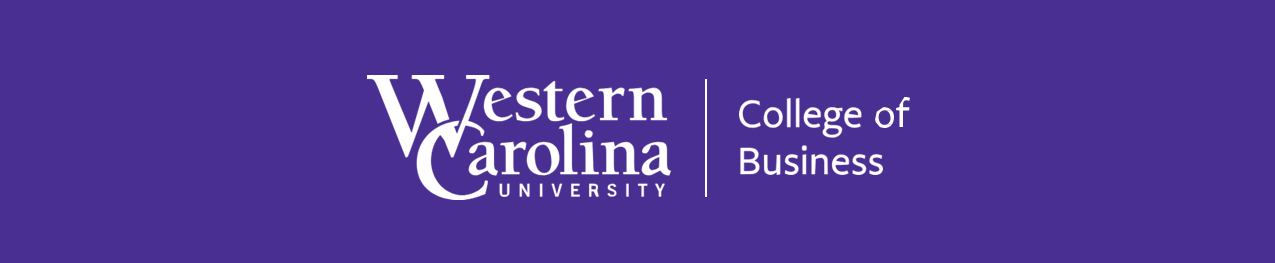 Western
Carolina
UNIVERSITY
College of
Business